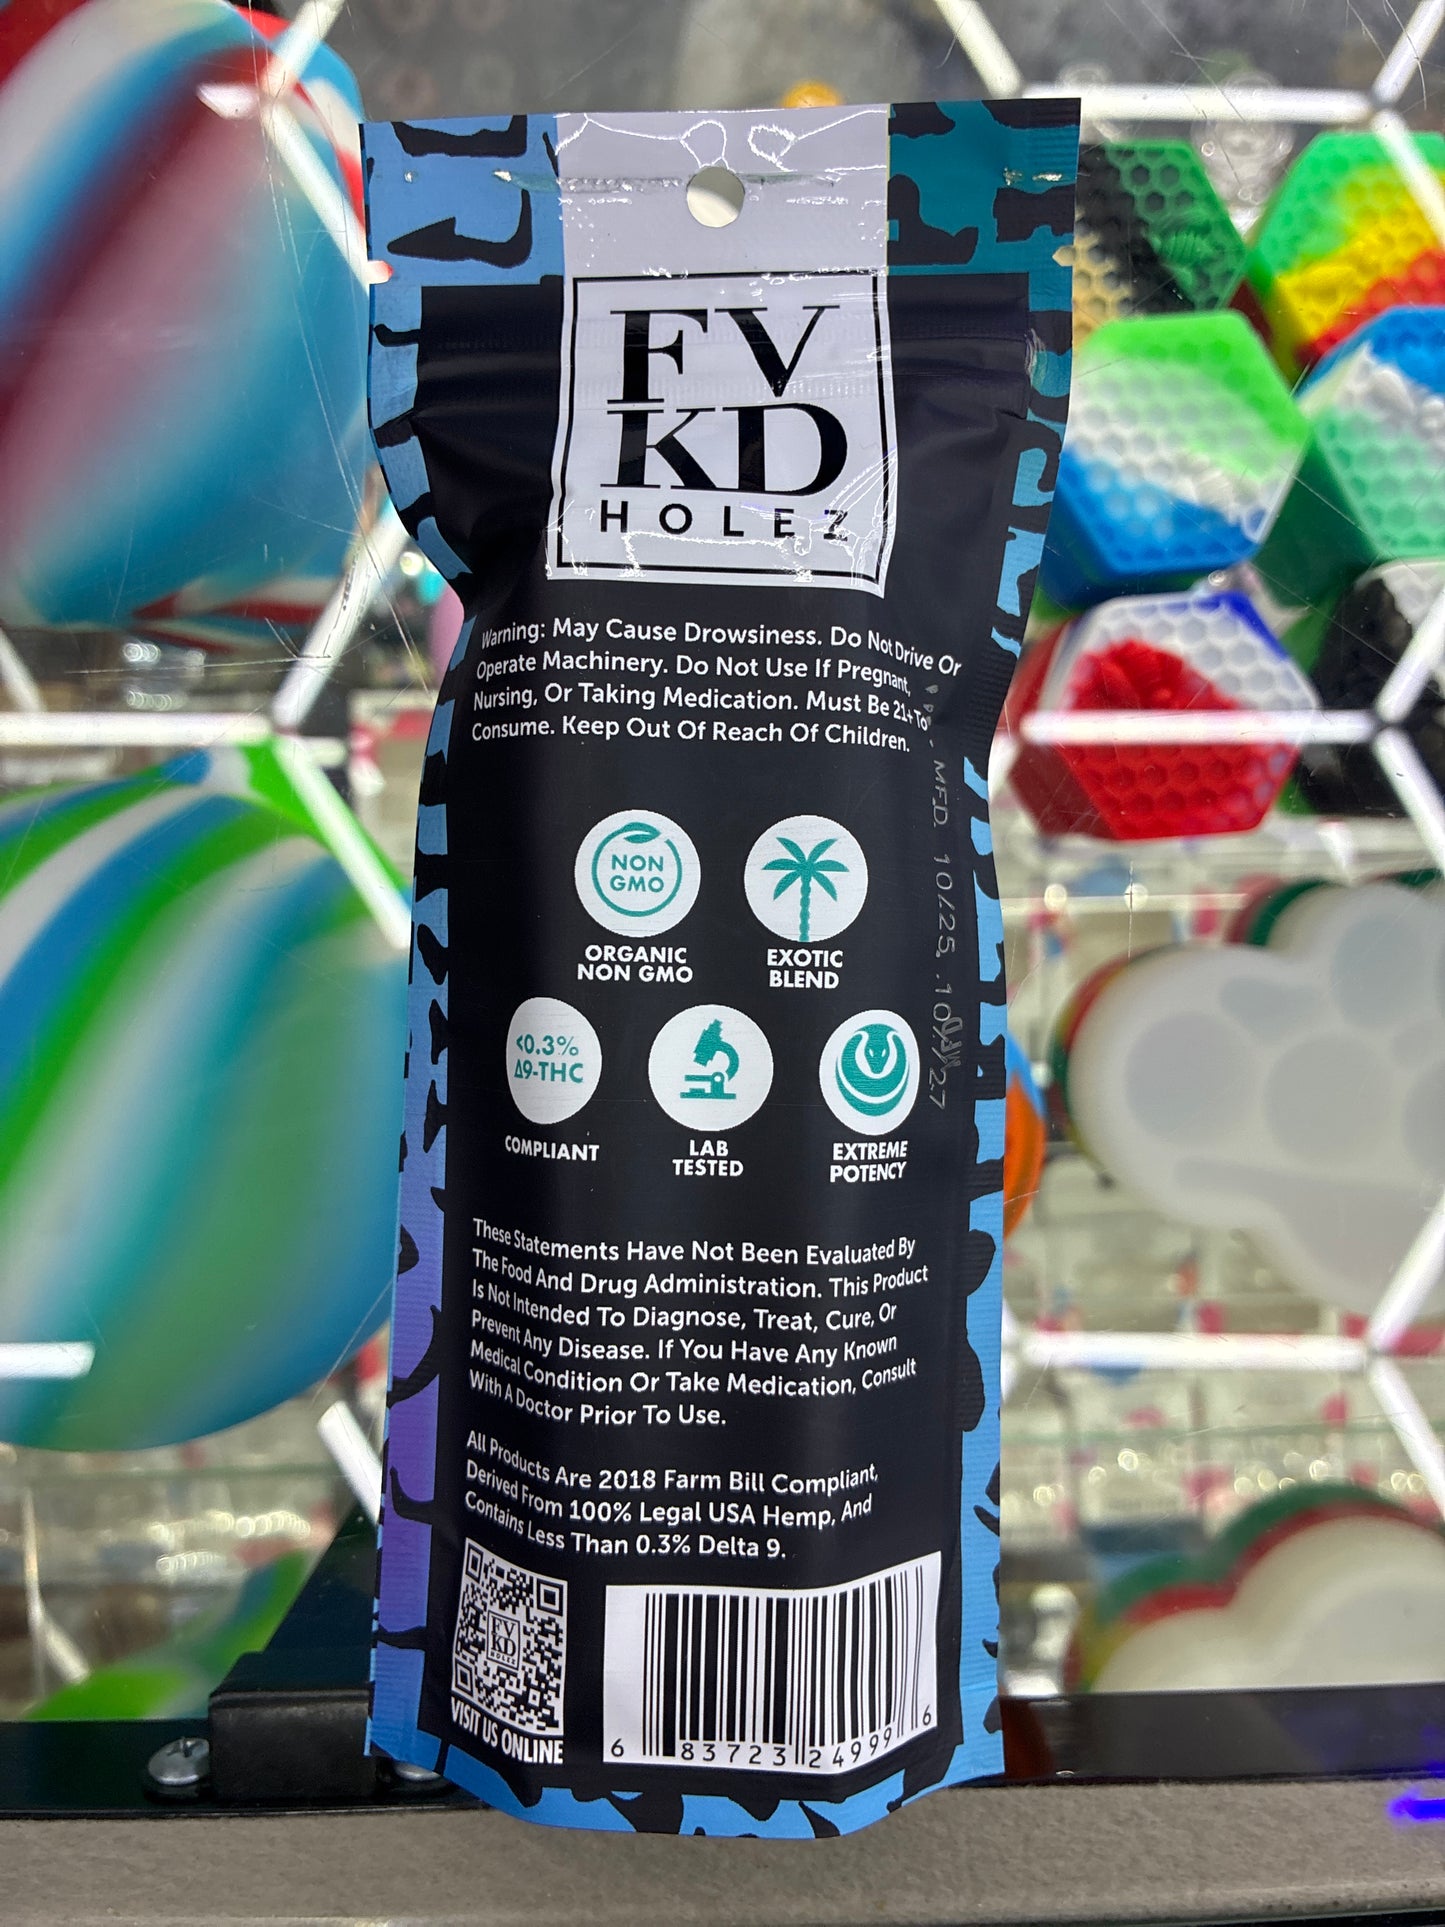 FV
KD
HOLEZ
Warning: May Cause Drowsiness. Do Not Drive Or
Operate Machinery. Do Not Use If Pregnant,
Nursing, Or Taking Medication. Must Be 21+ To
Consume. Keep Out Of Reach Of Children.
MFD. 10/25.
NON
GMO
ORGANIC
NON GMO
EXOTIC
BLEND
<0.3%
Δ9-THC
COMPLIANT
LAB
TESTED
EXTREME
POTENCY
These Statements Have Not Been Evaluated By
The Food And Drug Administration. This Product
Is Not Intended To Diagnose, Treat, Cure, Or
Prevent Any Disease. If You Have Any Known
Medical Condition Or Take Medication, Consult
With A Doctor Prior To Use.
All Products Are 2018 Farm Bill Compliant,
Derived From 100% Legal USA Hemp, And
Contains Less Than 0.3% Delta 9.
FV
KD
HOLEZ
VISIT US ONLINE
6 83723 24999 6